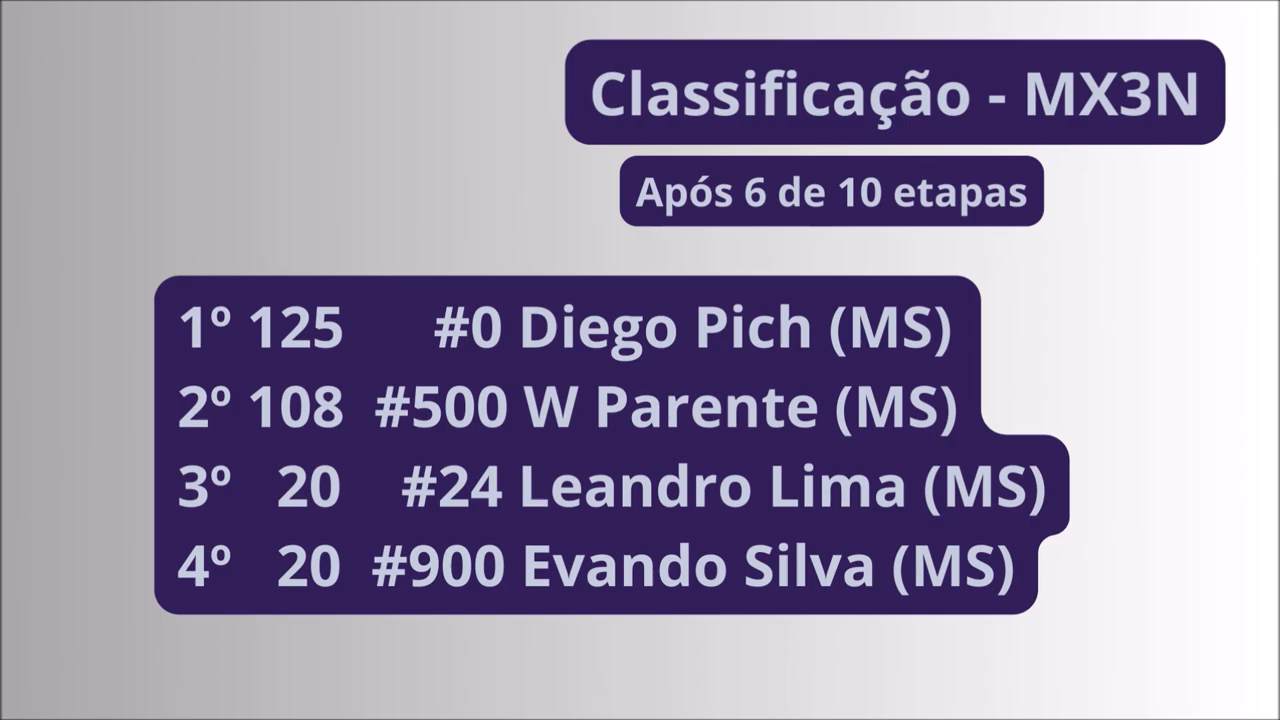 Classificação - MX3N
Após 6 de 10 etapas
1º 125 #0 Diego Pich (MS)
2º 108 #500 W Parente (MS)
3º 20 #24 Leandro Lima (MS)
4º 20 #900 Evando Silva (MS)